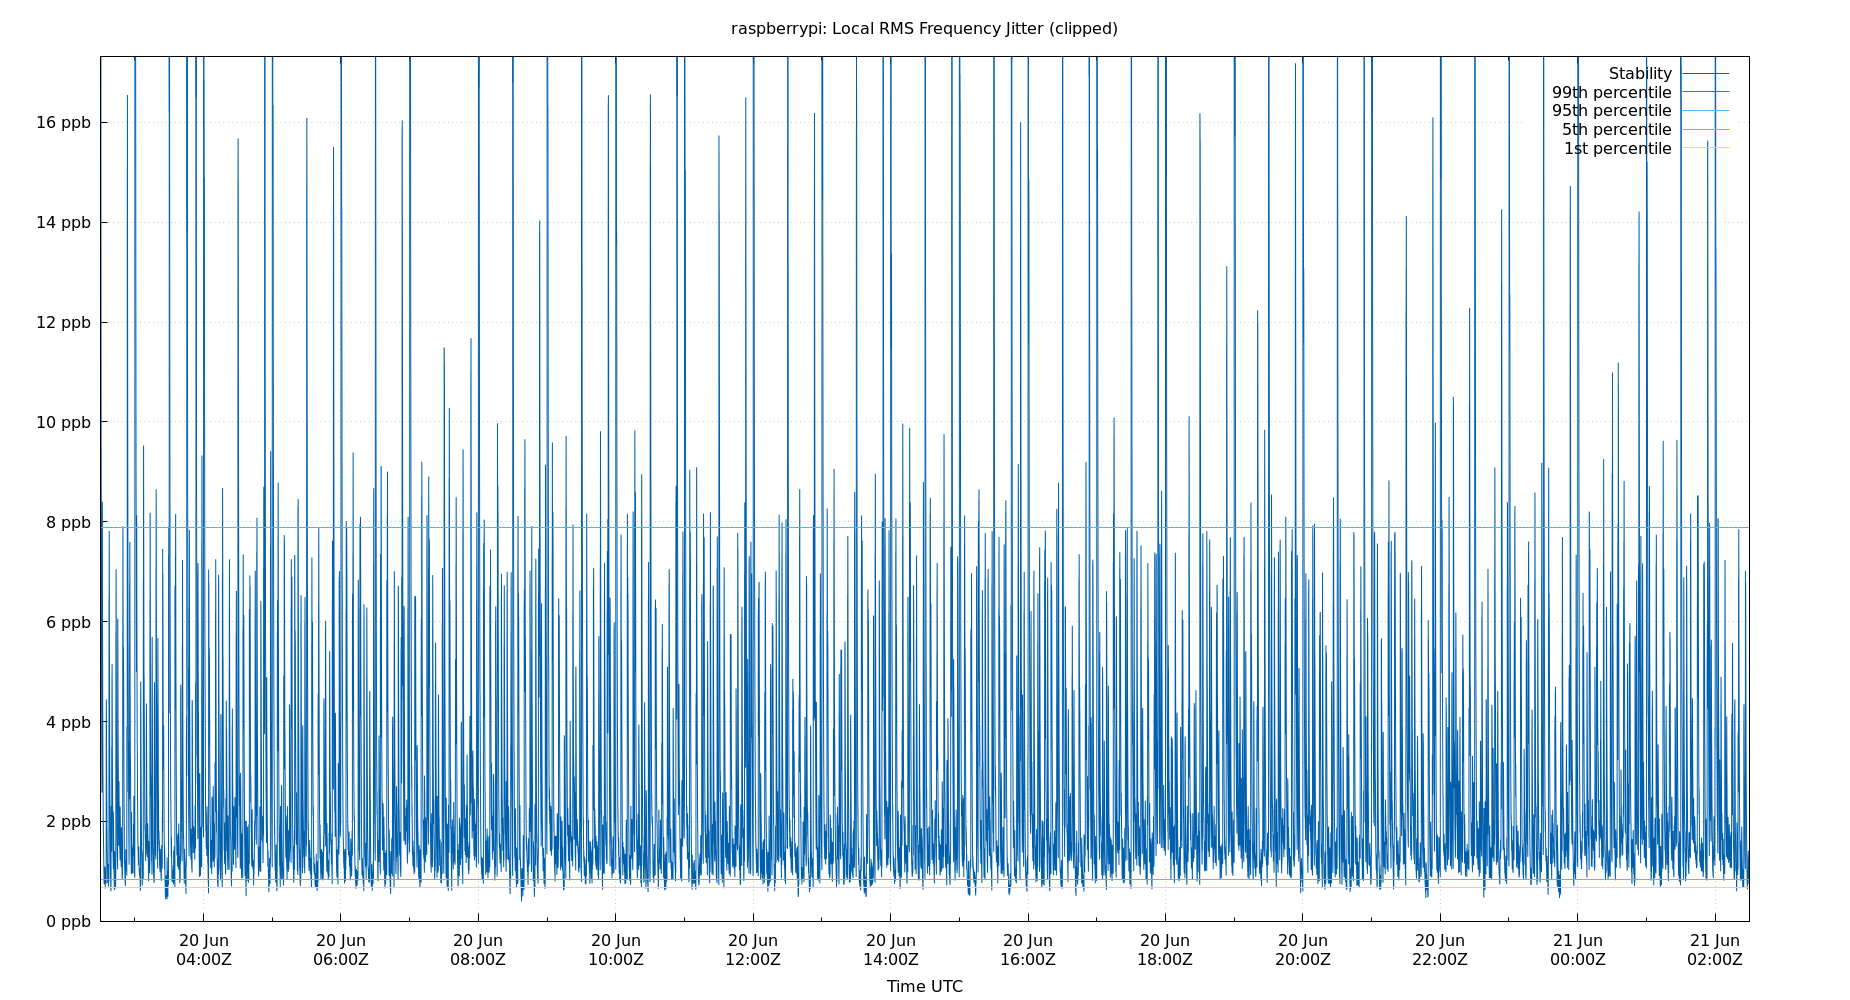 raspberrypi: Local RMS Frequency Jitter (clipped)
Stability
99th percentile
95th percentile
5th percentile
1st percentile
16 ppb
14 ppb
12 ppb
10 ppb
8 ppb
6 ppb
4 ppb
2 ppb
0 ppb
20 Jun 04:00Z
20 Jun 06:00Z
20 Jun 08:00Z
20 Jun 10:00Z
20 Jun 12:00Z
20 Jun 14:00Z
20 Jun 16:00Z
20 Jun 18:00Z
20 Jun 20:00Z
20 Jun 22:00Z
21 Jun 00:00Z
21 Jun 02:00Z
Time UTC